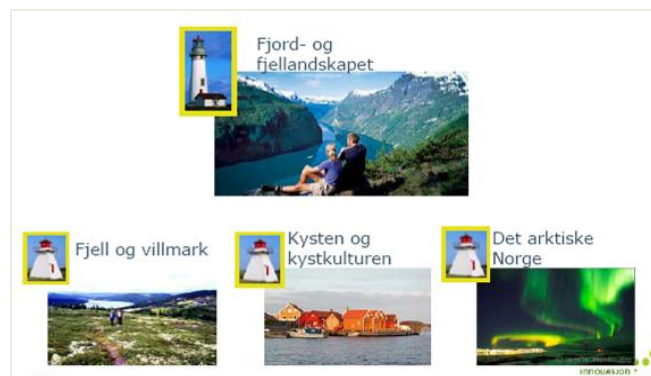 Fjord- og
fjellandskapet
Fjell og villmark
Kysten og
kystkulturen
Det arktiske
Norge
INNOVASJON